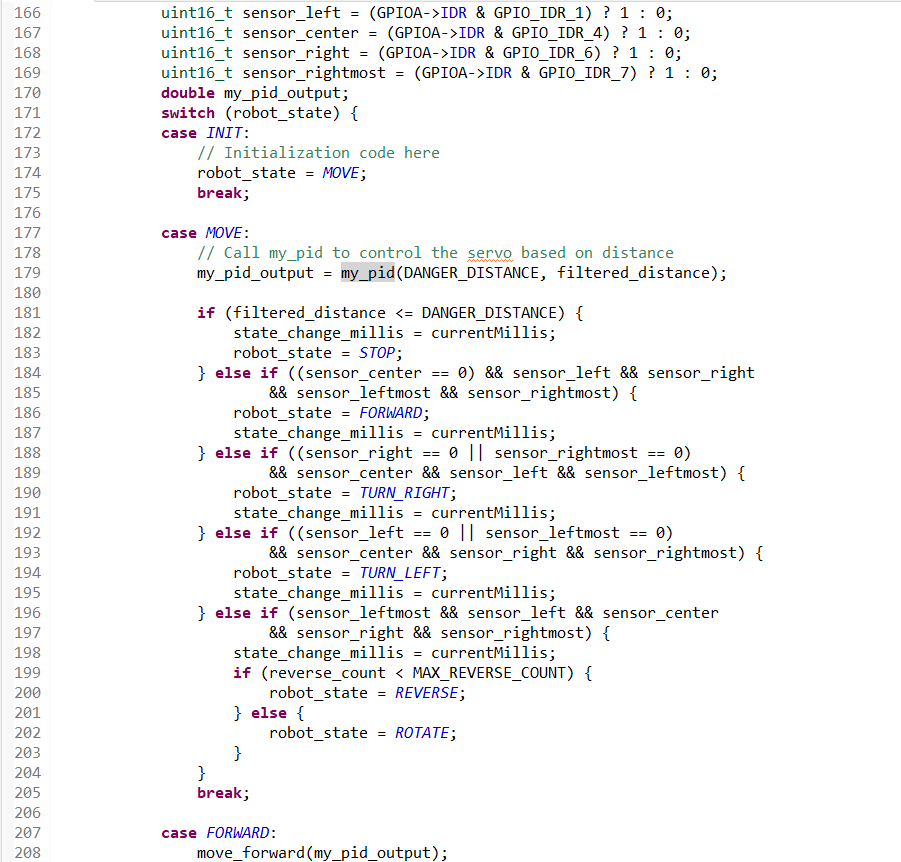 166 uint16_t sensor_left = (GPIOA->IDR & GPIO_IDR_1) ? 1 : 0;
167 uint16_t sensor_center = (GPIOA->IDR & GPIO_IDR_4) ? 1 : 0;
168 uint16_t sensor_right = (GPIOA->IDR & GPIO_IDR_6) ? 1 : 0;
169 uint16_t sensor_rightmost = (GPIOA->IDR & GPIO_IDR_7) ? 1 : 0;
170 double my_pid_output;
171 switch (robot_state) {
172 case INIT:
173 // Initialization code here
174 robot_state = MOVE;
175 break;
176
177 case MOVE:
178 // Call my_pid to control the servo based on distance
179 my_pid_output = my_pid(DANGER_DISTANCE, filtered_distance);
180
181 if (filtered_distance <= DANGER_DISTANCE) {
182 state_change_millis = currentMillis;
183 robot_state = STOP;
184 } else if ((sensor_center == 0) && sensor_left && sensor_right
185 && sensor_leftmost && sensor_rightmost) {
186 robot_state = FORWARD;
187 state_change_millis = currentMillis;
188 } else if ((sensor_right == 0 || sensor_rightmost == 0)
189 && sensor_center && sensor_left && sensor_leftmost) {
190 robot_state = TURN_RIGHT;
191 state_change_millis = currentMillis;
192 } else if ((sensor_left == 0 || sensor_leftmost == 0)
193 && sensor_center && sensor_right && sensor_rightmost) {
194 robot_state = TURN_LEFT;
195 state_change_millis = currentMillis;
196 } else if (sensor_leftmost && sensor_left && sensor_center
197 && sensor_right && sensor_rightmost) {
198 state_change_millis = currentMillis;
199 if (reverse_count < MAX_REVERSE_COUNT) {
200 robot_state = REVERSE;
201 } else {
202 robot_state = ROTATE;
203 }
204 }
205 break;
206
207 case FORWARD:
208 move_forward(my_pid_output);